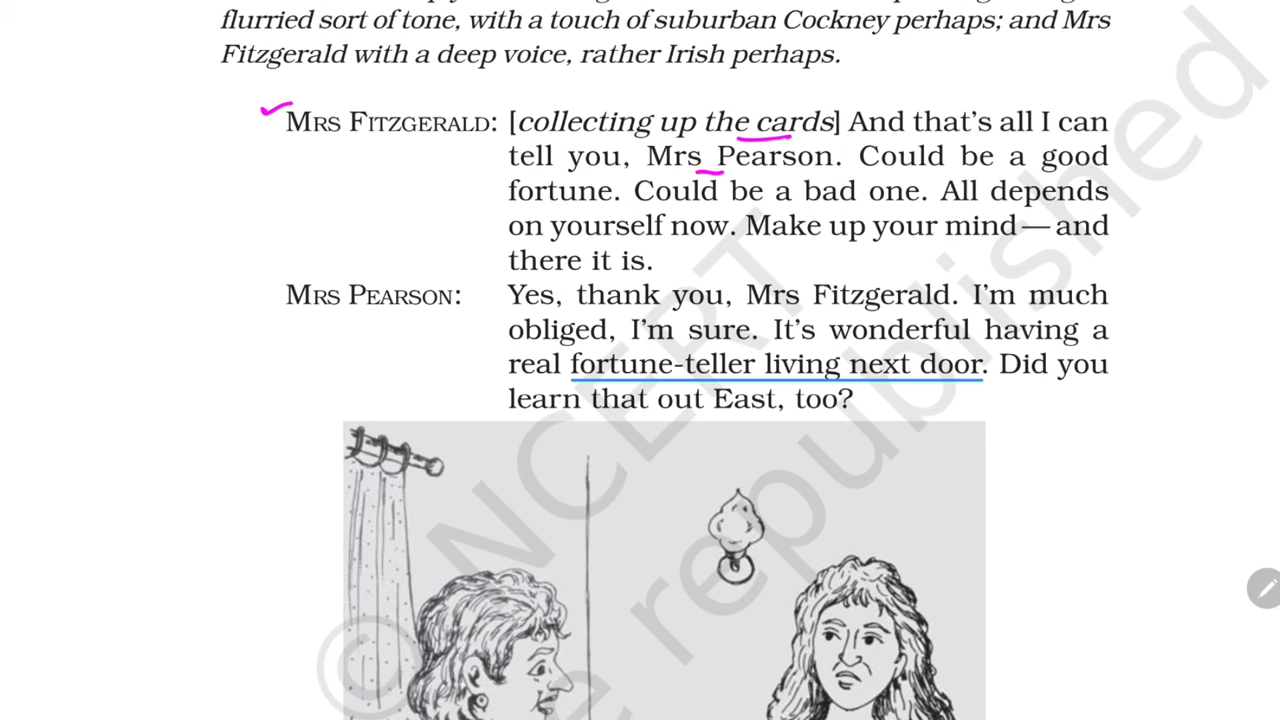 flurried sort of tone, with a touch of suburban Cockney perhaps; and Mrs
Fitzgerald with a deep voice, rather Irish perhaps.
MRS FITZGERALD: [collecting up the cards] And that's all I can
tell you, Mrs Pearson. Could be a good
fortune. Could be a bad one. All depends
on yourself now. Make up your mind — and
there it is.
MRS PEARSON: Yes, thank you, Mrs Fitzgerald. I'm much
obliged, I'm sure. It's wonderful having a
real fortune-teller living next door. Did you
learn that out East, too?
© NCERT
republished